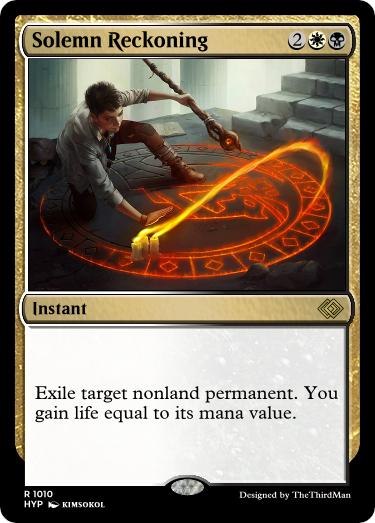 Solemn Reckoning 2
Instant
Exile target nonland permanent. You
gain life equal to its mana value.
R 1010
HYP KIMSOKOL
Designed by TheThirdMan